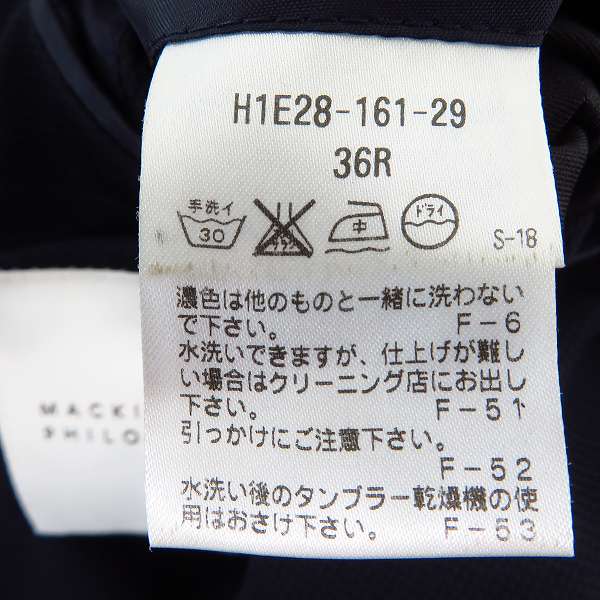 H1E28-161-29
36R
手洗イ
30
中
ドライ
S-18
濃色は他のものと一緒に洗わない
で下さい。 F-6
水洗いできますが、仕上げが難し
い場合はクリーニング店にお出し
下さい。 F-51
引っかけにご注意下さい。
F-52
水洗い後のタンブラー乾燥機の使
用はおさけ下さい。 F-53
MACKI
PHILO